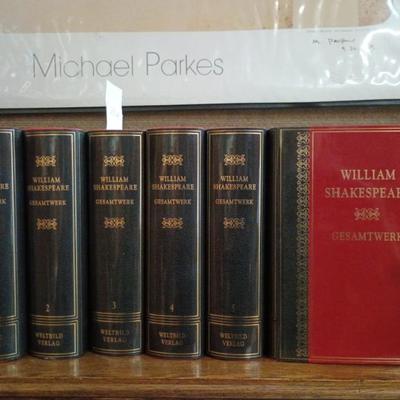 Michael Parkes
WILLIAM
SHAKESPEARE
GESAMTWERK
2
WELTBILD
VERLAG
WILLIAM
SHAKESPEARE
GESAMTWERK
3
WELTBILD
VERLAG
WILLIAM
SHAKESPEARE
GESAMTWERK
4
WELTBILD
VERLAG
WILLIAM
SHAKESPEARE
GESAMTWERK
5
WELTBILD
VERLAG
WILLIAM
SHAKESPEARE
GESAMTWERK